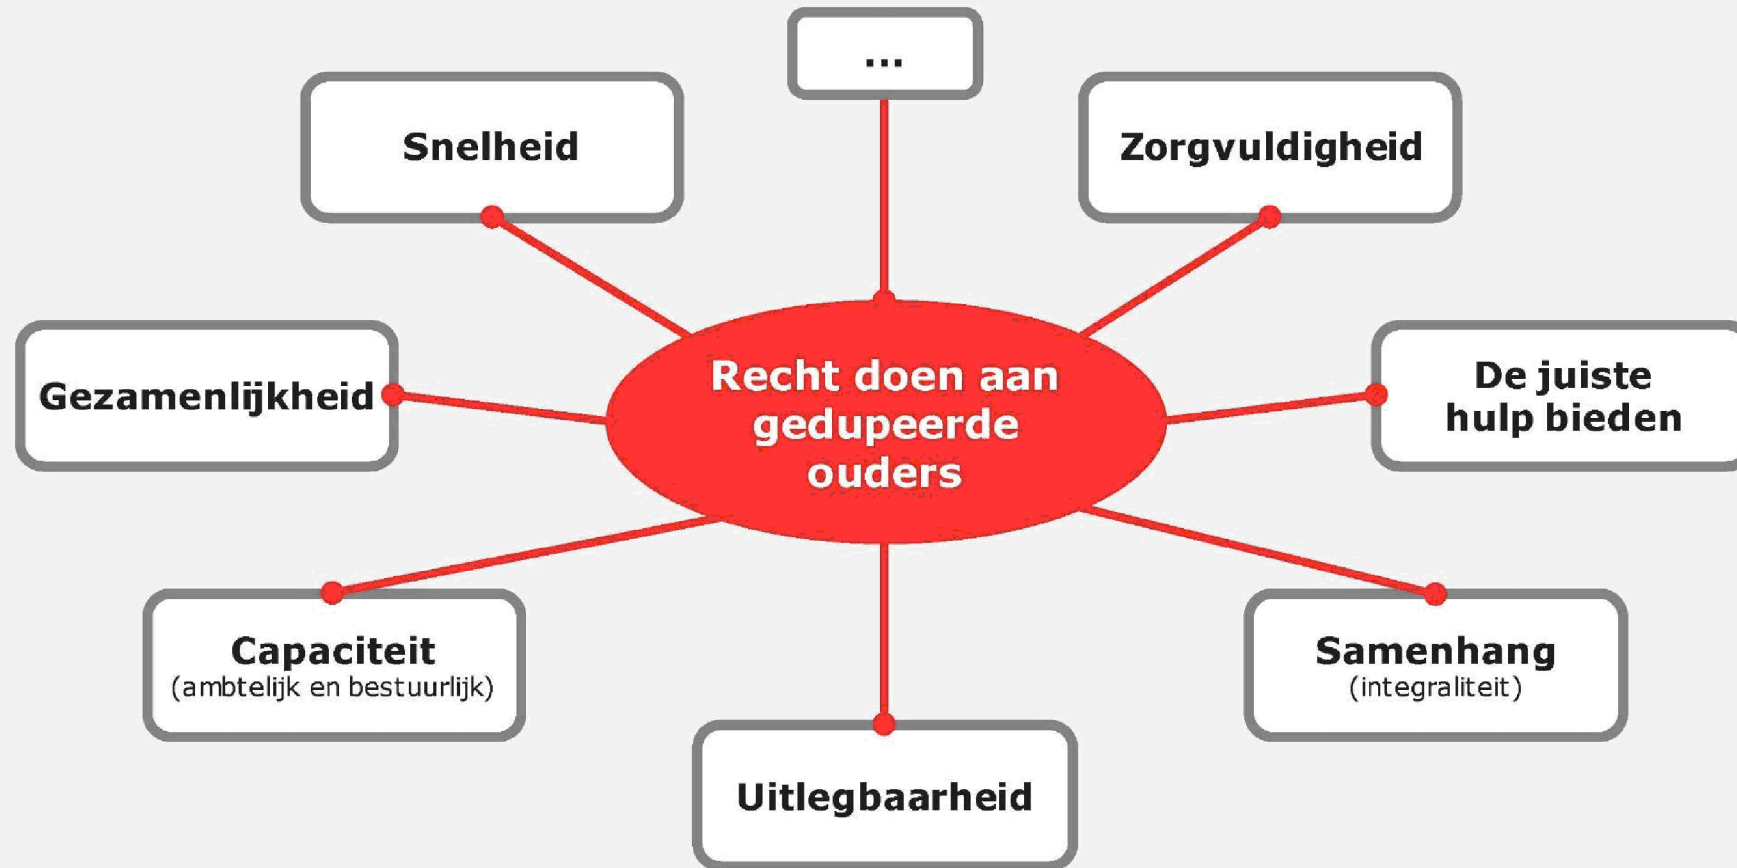 ...
Snelheid
Zorgvuldigheid
Gezamenlijkheid
Recht doen aan
gedupeerde
ouders
De juiste
hulp bieden
Capaciteit
(ambtelijk en bestuurlijk)
Samenhang
(integraliteit)
Uitlegbaarheid